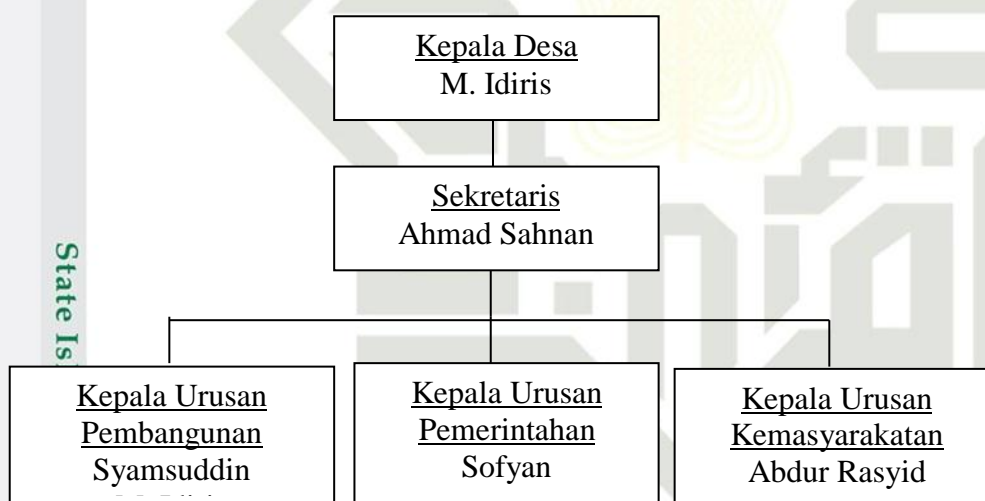 Kepala Desa
M. Idiris
Sekretaris
Ahmad Sahnan
Kepala Urusan
Pembangunan
Syamsuddin
Kepala Urusan
Pemerintahan
Sofyan
Kepala Urusan
Kemasyarakatan
Abdur Rasyid
State